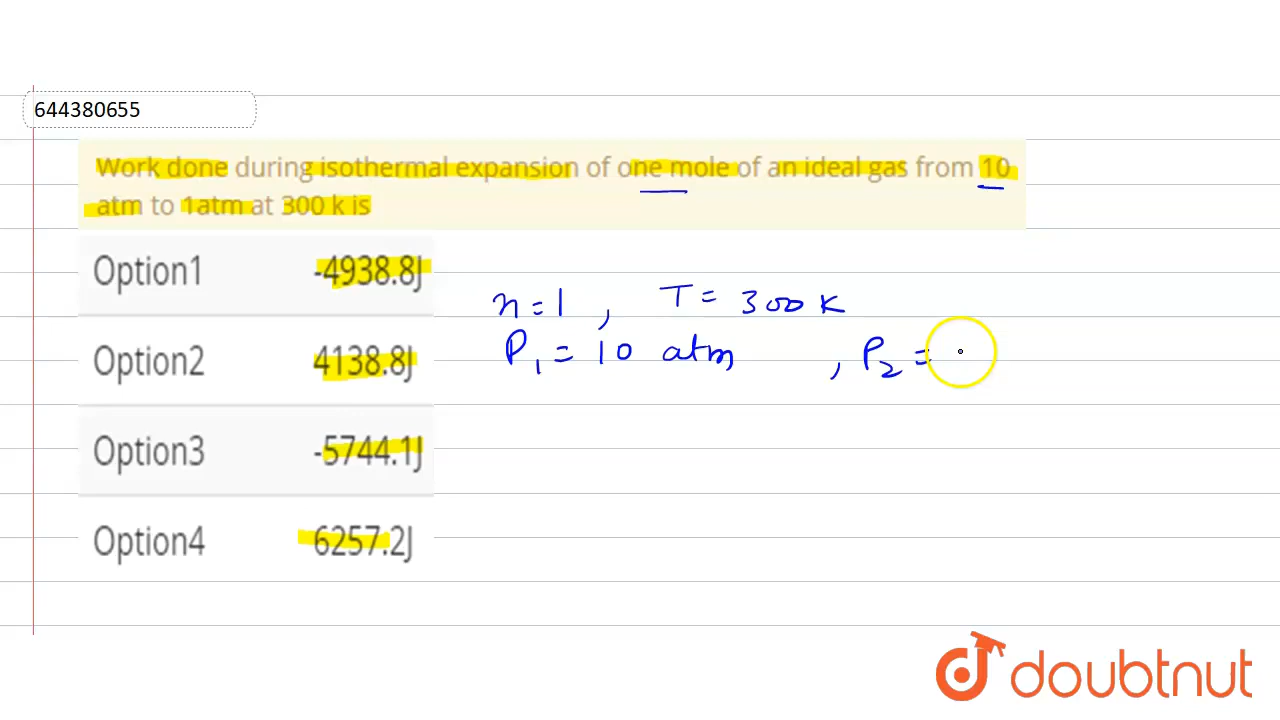 644380655
Work done during isothermal expansion of one mole of an ideal gas from 10
atm to 1atm at 300 k is
Option1 -4938.8J
Option2 4138.8J
Option3 -5744.1J
Option4 6257.2J
n=1 , T= 300 K
P1 = 10 atm , P2 =
doubtnut